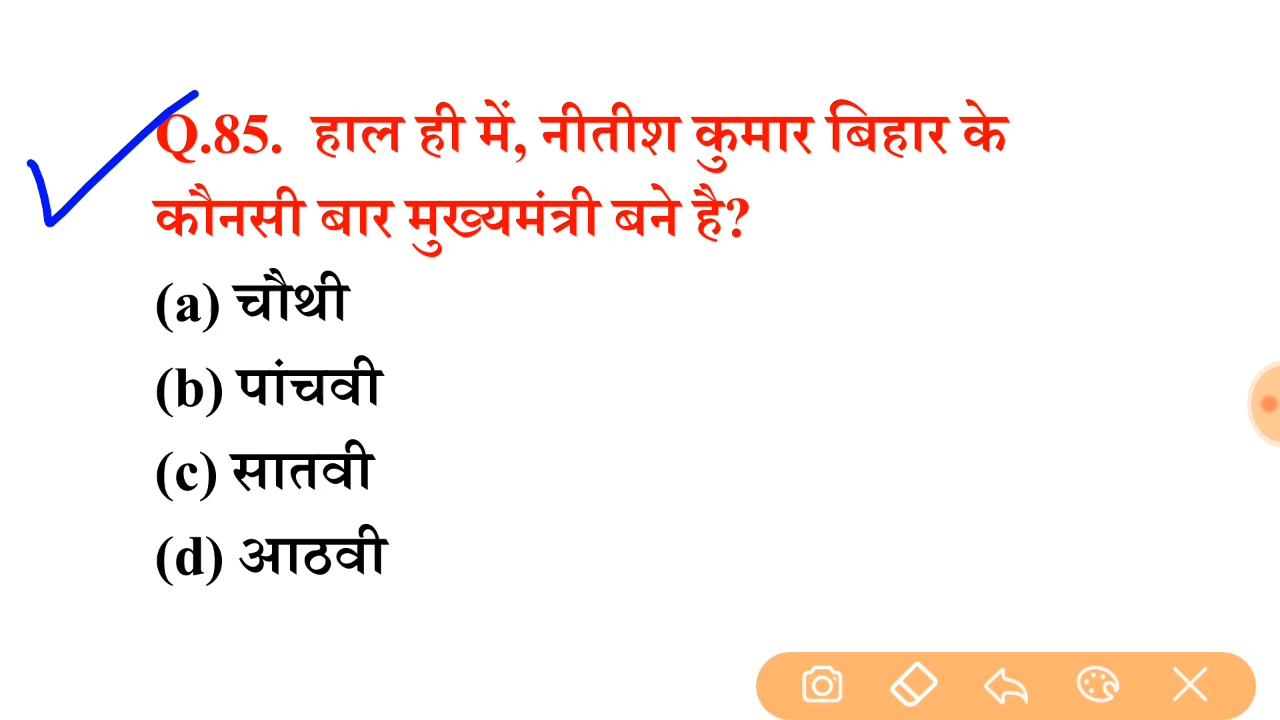 Q.85. हाल ही में, नीतीश कुमार बिहार के
कौनसी बार मुख्यमंत्री बने है?
(a) चौथी
(b) पांचवी
(c) सातवी
(d) आठवी